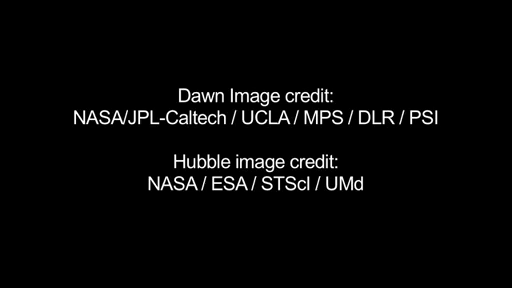 Dawn Image credit:
NASA/JPL-Caltech / UCLA / MPS / DLR / PSI
Hubble image credit:
NASA / ESA / STScI / UMd